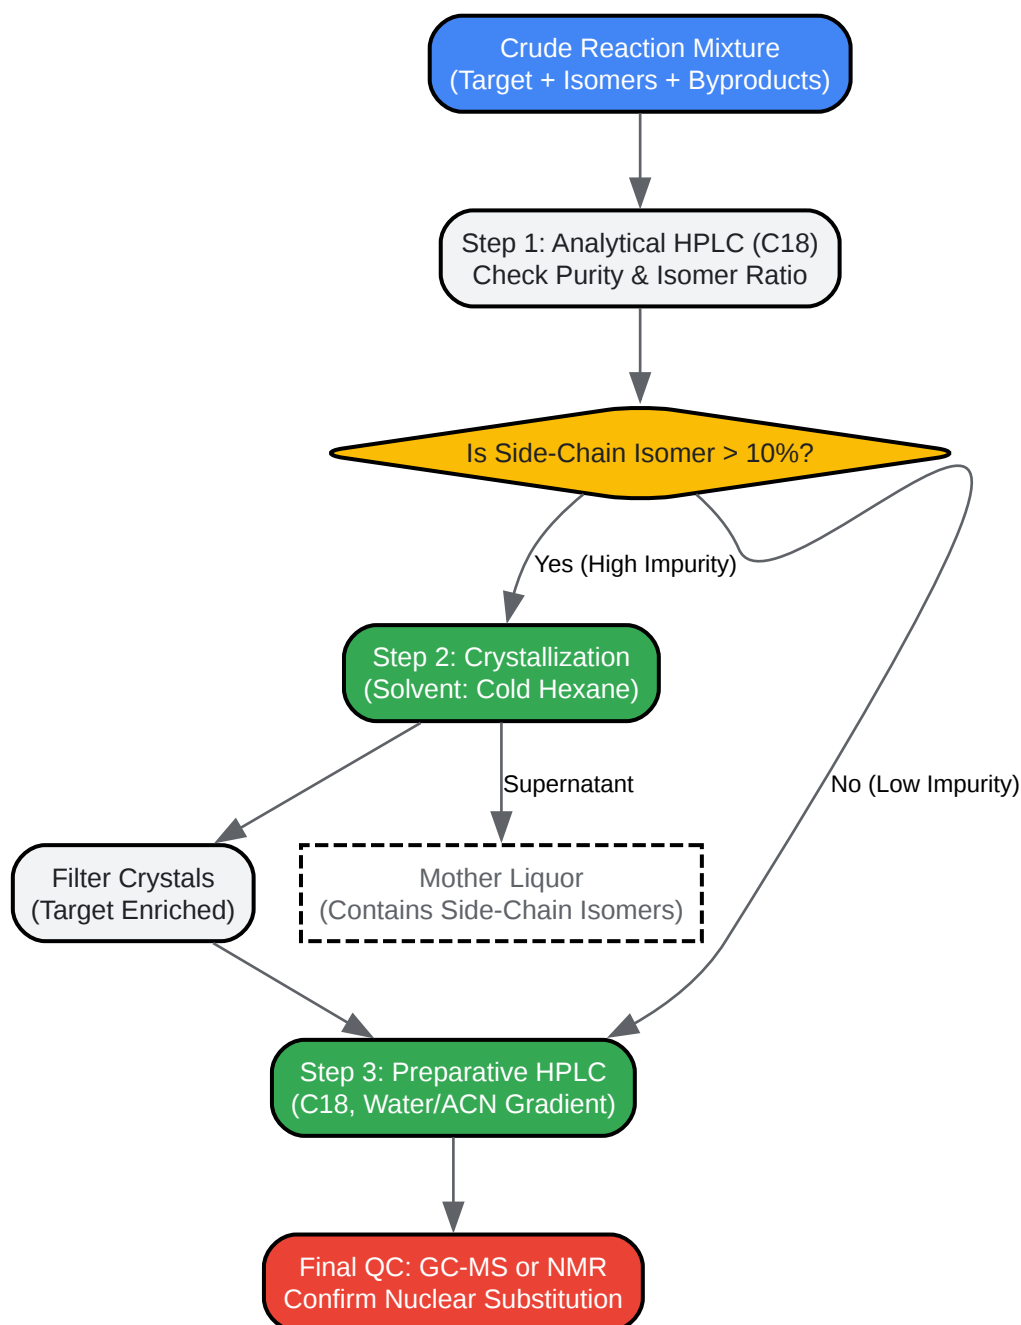 Crude Reaction Mixture
(Target + Isomers + Byproducts)
Step 1: Analytical HPLC (C18)
Check Purity & Isomer Ratio
Is Side-Chain Isomer > 10%?
Yes (High Impurity)
Step 2: Crystallization
(Solvent: Cold Hexane)
Supernatant
No (Low Impurity)
Filter Crystals
(Target Enriched)
Mother Liquor
(Contains Side-Chain Isomers)
Step 3: Preparative HPLC
(C18, Water/ACN Gradient)
Final QC: GC-MS or NMR
Confirm Nuclear Substitution